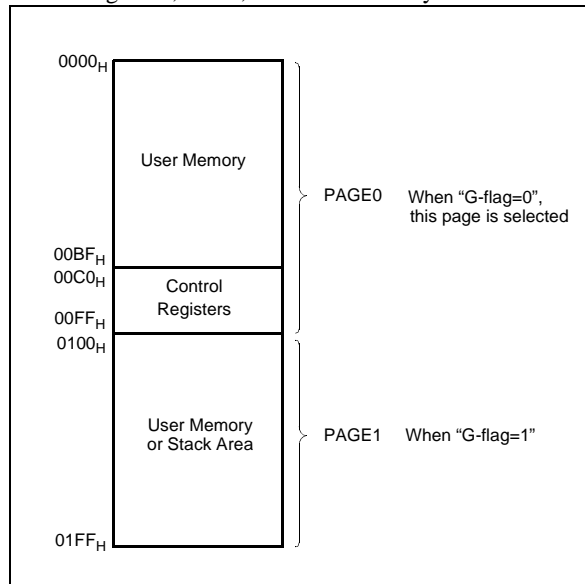 0000H
User Memory
PAGE0
When “G-flag=0”,
this page is selected
00BFH
00C0H
Control
Registers
00FFH
0100H
User Memory
or Stack Area
PAGE1
When “G-flag=1”
01FFH